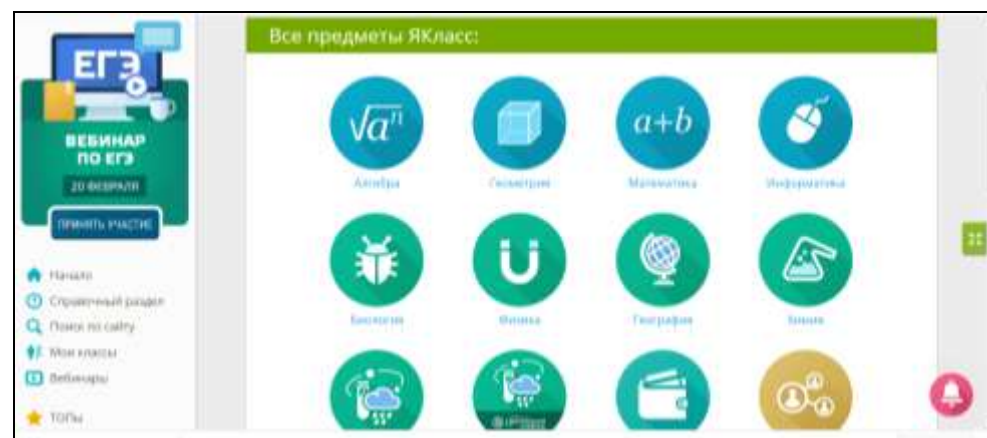 ЕГЭ
ВЕБИНАР
ПО ЕГЭ
20 ФЕВРАЛЯ
ПРИНЯТЬ УЧАСТИЕ
Начало
Справочный раздел
Поиск по сайту
Мои классы
Вебинары
ТОПы
Все предметы ЯКласс:
√aⁿ
a+b
Алгебра
Геометрия
Математика
Информатика
Биология
Физика
География
Химия